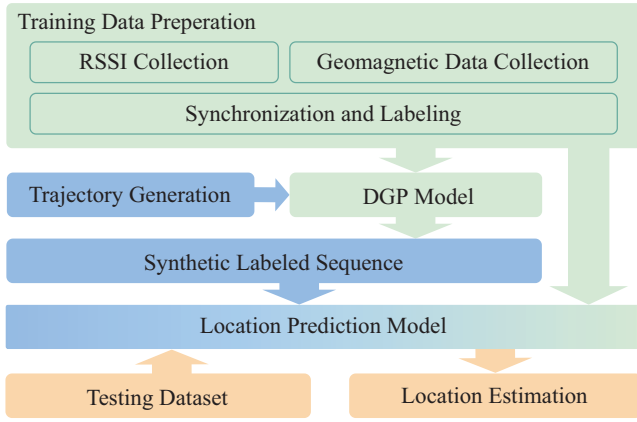 Training Data Preperation
RSSI Collection
Geomagnetic Data Collection
Synchronization and Labeling
Trajectory Generation
DGP Model
Synthetic Labeled Sequence
Location Prediction Model
Testing Dataset
Location Estimation